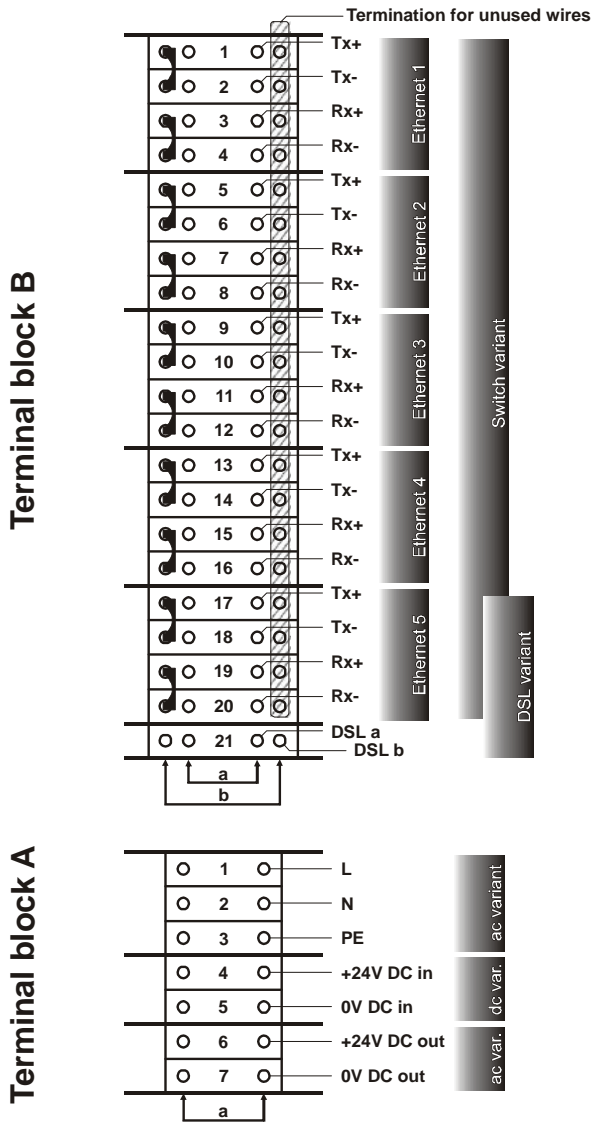 Termination for unused wires
Terminal block B
1 Tx+
2 Tx-
3 Rx+
4 Rx-
Ethernet 1
5 Tx+
6 Tx-
7 Rx+
8 Rx-
Ethernet 2
9 Tx+
10 Tx-
11 Rx+
12 Rx-
Ethernet 3
13 Tx+
14 Tx-
15 Rx+
16 Rx-
Ethernet 4
17 Tx+
18 Tx-
19 Rx+
20 Rx-
Ethernet 5
Switch variant
DSL variant
21 DSL a
DSL b
a
b
Terminal block A
1 L
2 N
3 PE
ac variant
4 +24V DC in
5 0V DC in
dc var.
6 +24V DC out
7 0V DC out
ac var.
a